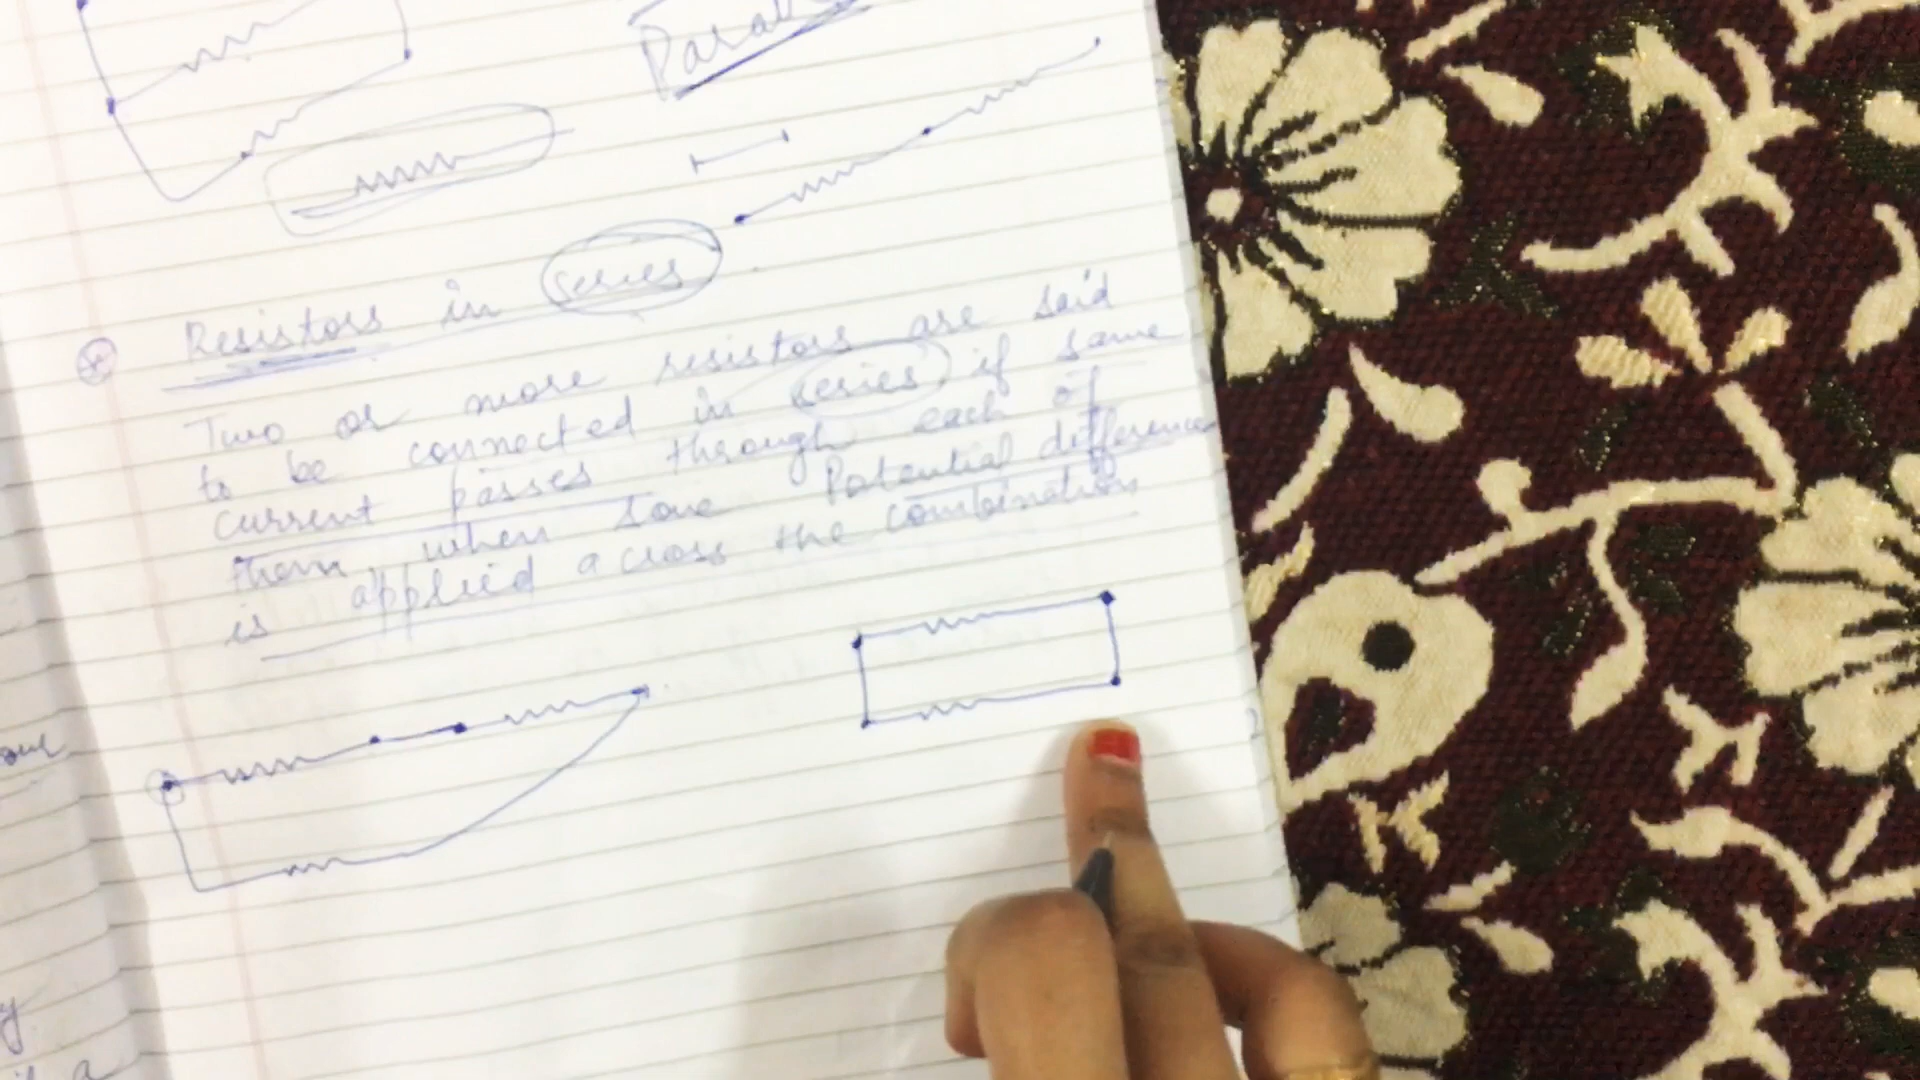 Resistors in series
Two or more resistors are said
to be connected in series if same
current passes through each of
them when some Potential difference
is applied across the combination